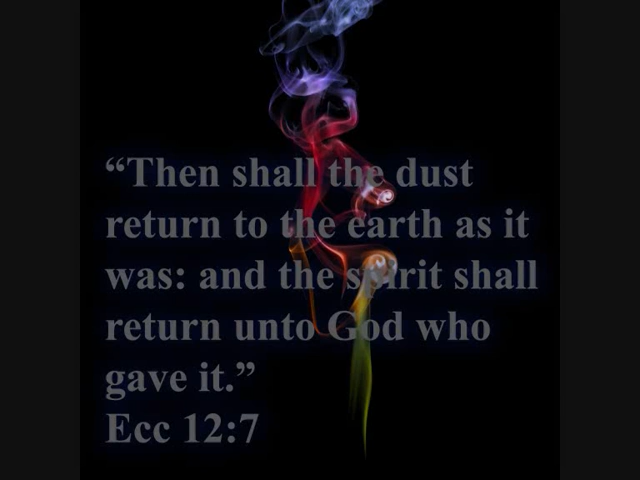 “Then shall the dust
return to the earth as it
was: and the spirit shall
return unto God who
gave it.”
Ecc 12:7